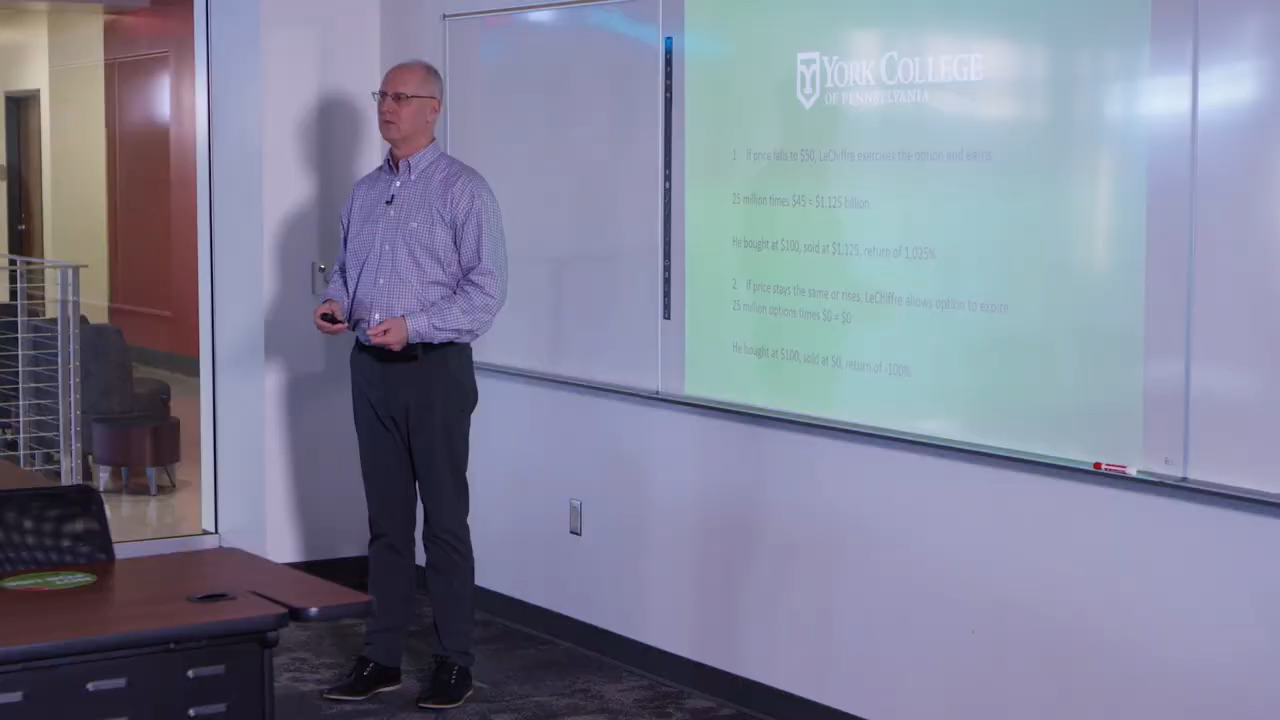 YORK COLLEGE
OF PENNSYLVANIA
1. If price falls to $50, LeChiffre exercises the option and earns
25 million times $45 = $1.125 billion
He bought at $100, sold at $1,125, return of 1,025%
2. If price stays the same or rises, LeChiffre allows option to expire
25 million options times $0 = $0
He bought at $100, sold at $0, return of -100%